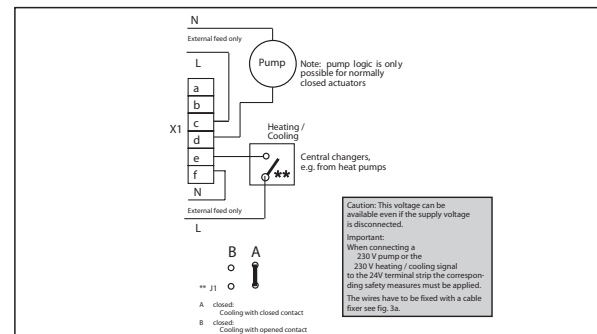 N
External feed only
L
Pump
Note: pump logic is only
possible for normally
closed actuators
X1
a
b
c
d
e
f
Heating /
Cooling
**
Central changers,
e.g. from heat pumps
N
External feed only
L
B A
** J1
A closed:
Cooling with closed contact
B closed:
Cooling with opened contact
Caution: This voltage can be
available even if the supply voltage
is disconnected.
Important:
When connecting a
230 V pump or the
230 V heating / cooling signal
to the 24V terminal strip the correspon-
ding safety measures must be applied.
The wires have to be fixed with a cable
fixer see fig. 3a.